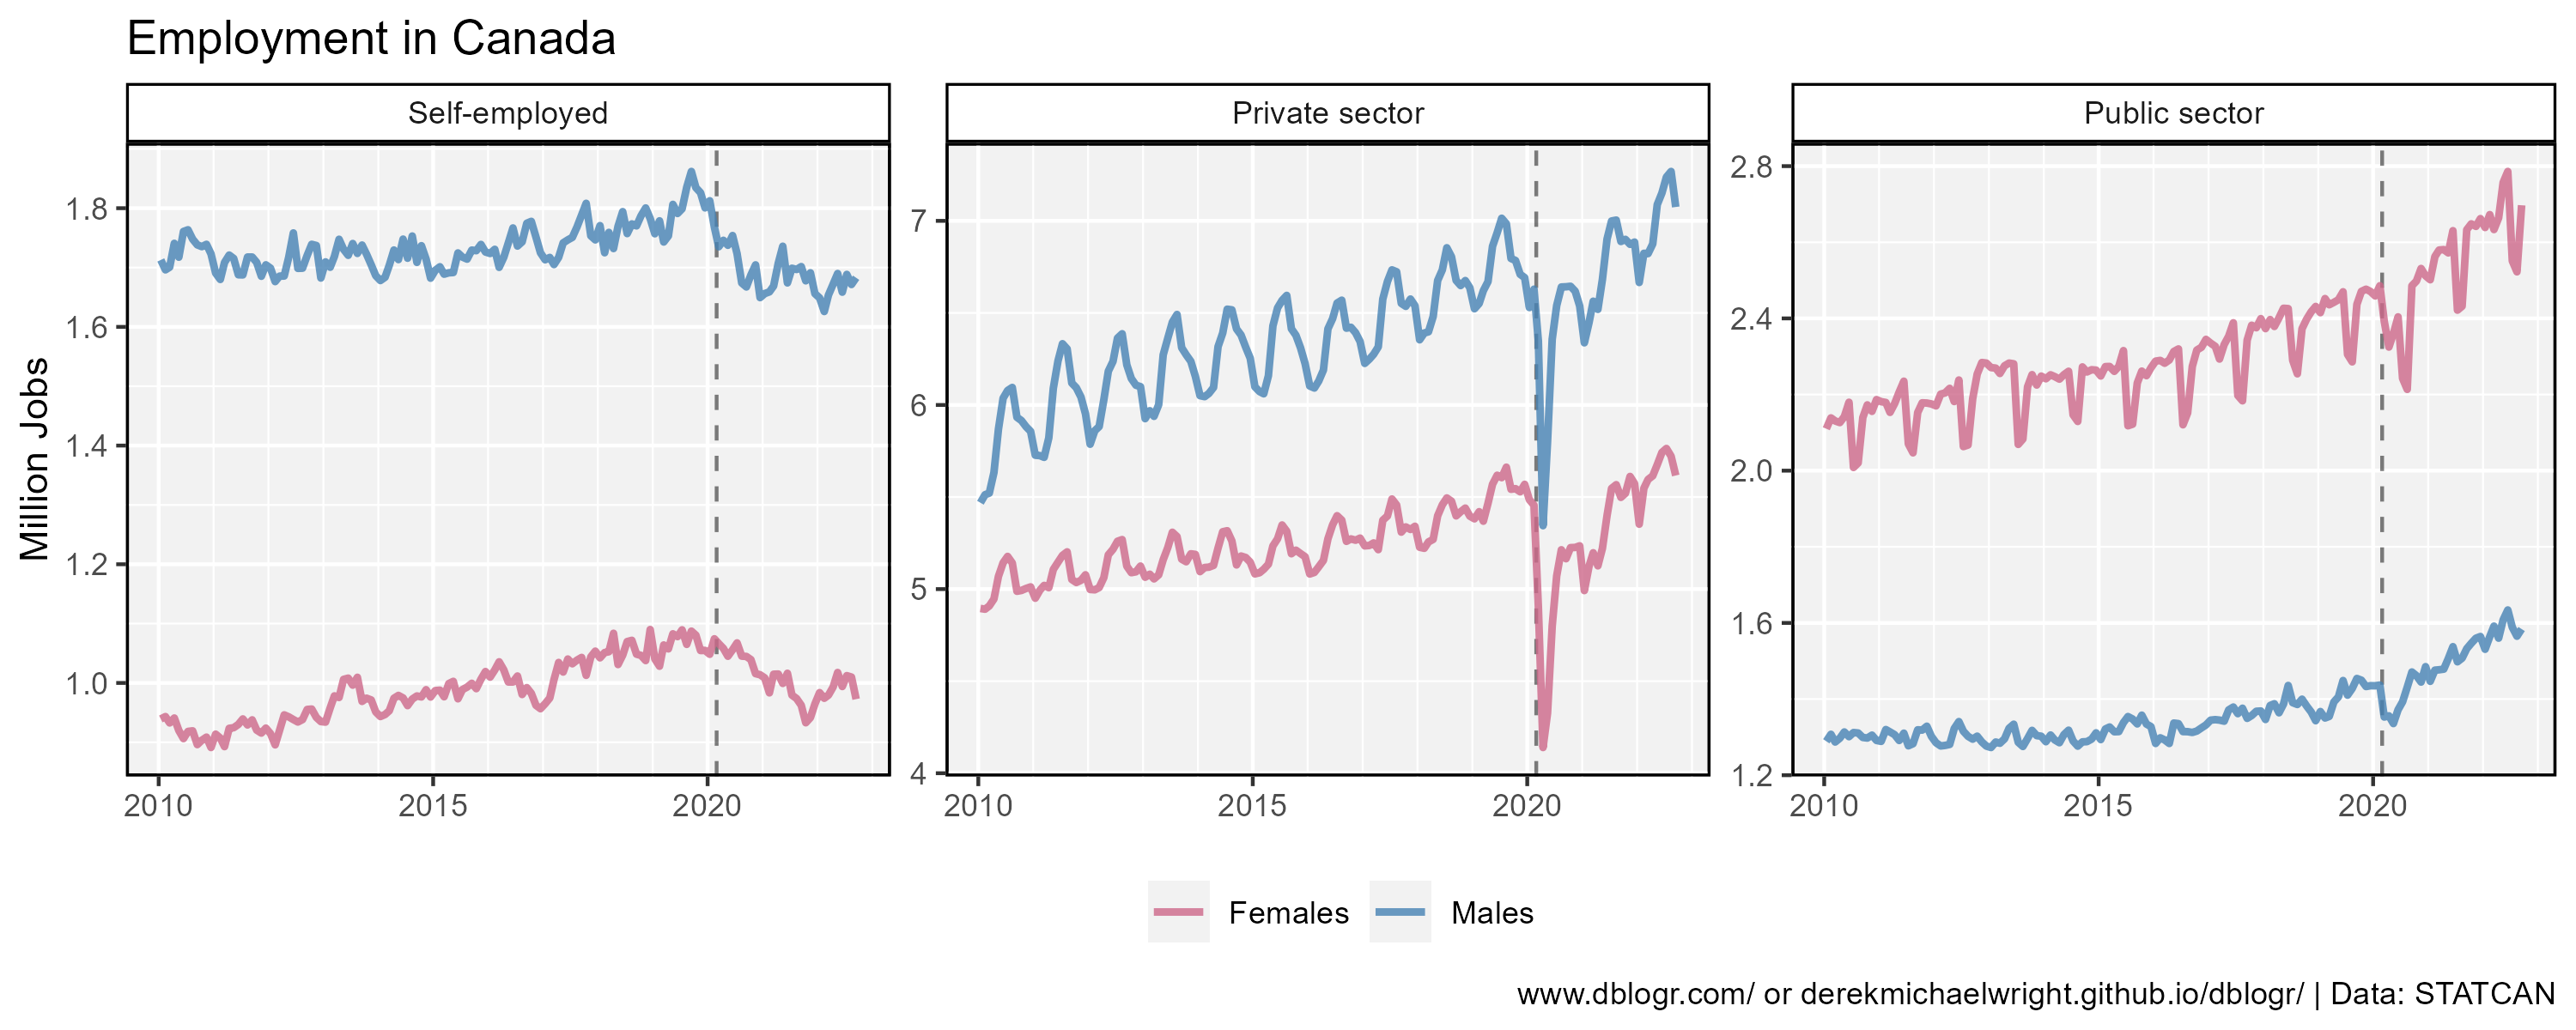 Employment in Canada
Self-employed
Private sector
Public sector
Million Jobs
1.8
1.6
1.4
1.2
1.0
2010
2015
2020
7
6
5
4
2010
2015
2020
2.8
2.4
2.0
1.6
1.2
2010
2015
2020
Females
Males
www.dblogr.com/ or derekmichaelwright.github.io/dblogr/ | Data: STATCAN